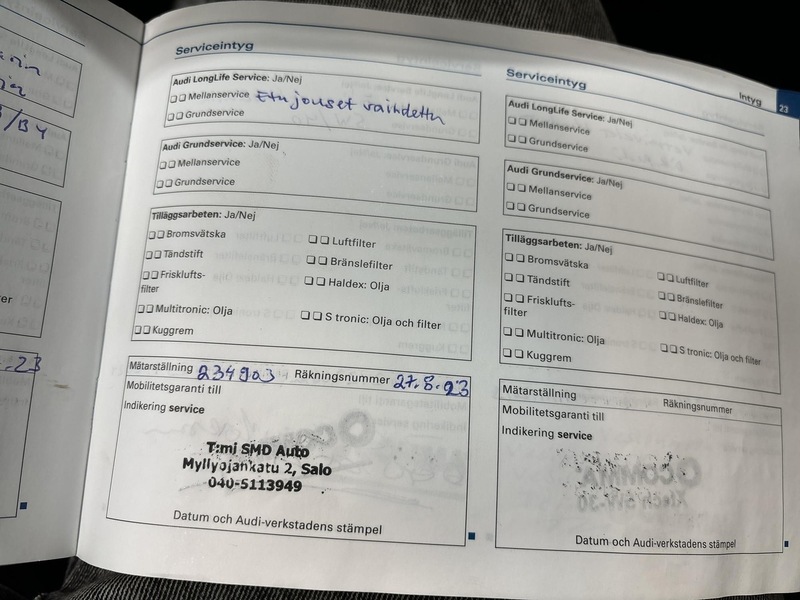 Serviceintyg
Audi LongLife Service: Ja/Nej
Mellanservice Etujouset vaihdettu
Grundservice
Audi Grundservice: Ja/Nej
Mellanservice
Grundservice
Tilläggsarbeten: Ja/Nej
Bromsvätska
Luftfilter
Tändstift
Bränslefilter
Frisklufts-
filter
Haldex: Olja
Multitronic: Olja
S tronic: Olja och filter
Kuggrem
Mätarställning 234903 Räkningsnummer 27.8.23
Mobilitetsgaranti till
Indikering service
T:mi SMD Auto
Myllyojankatu 2, Salo
040-5113949
Datum och Audi-verkstadens stämpel
Serviceintyg
Intyg 23
Audi LongLife Service: Ja/Nej
Mellanservice
Grundservice
Audi Grundservice: Ja/Nej
Mellanservice
Grundservice
Tilläggsarbeten: Ja/Nej
Bromsvätska
Luftfilter
Tändstift
Bränslefilter
Frisklufts-
filter
Haldex: Olja
Multitronic: Olja
S tronic: Olja och filter
Kuggrem
Mätarställning Räkningsnummer
Mobilitetsgaranti till
Indikering service
Datum och Audi-verkstadens stämpel